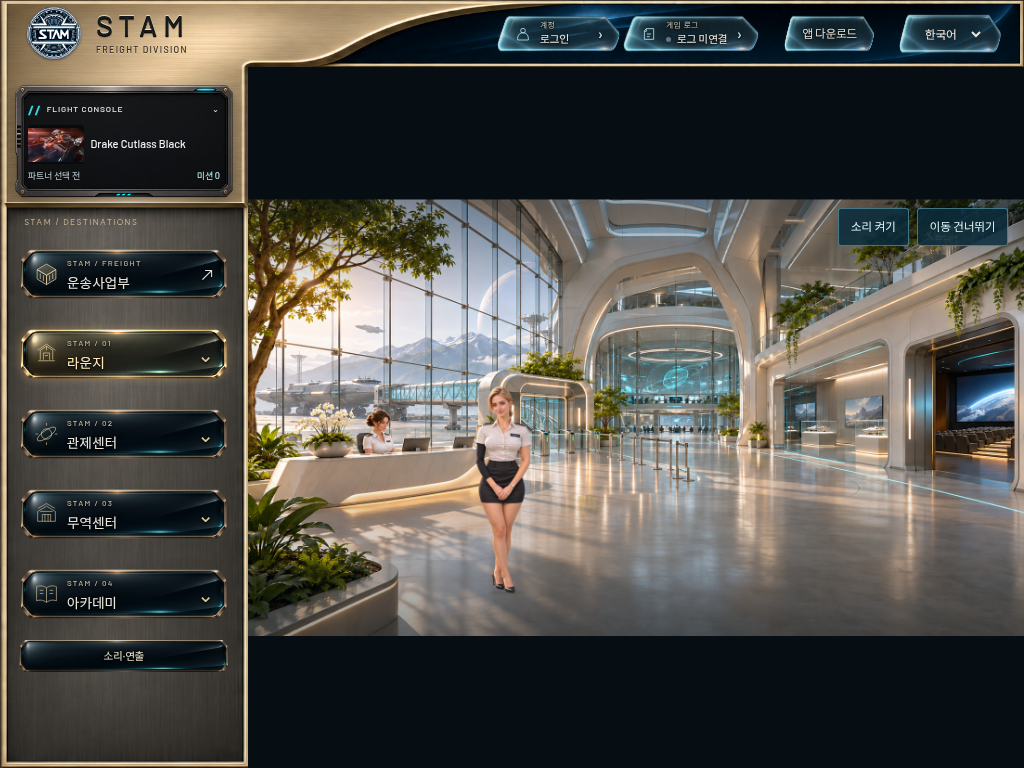 STAM
STAM
FREIGHT DIVISION
계정
로그인
게임 로그
로그 미연결
앱 다운로드
한국어
FLIGHT CONSOLE
Drake Cutlass Black
파트너 선택 전
미션 0
STAM / DESTINATIONS
STAM / FREIGHT
운송사업부
STAM / 01
라운지
STAM / 02
관제센터
STAM / 03
무역센터
STAM / 04
아카데미
소리·연출
소리 켜기
이동 건너뛰기